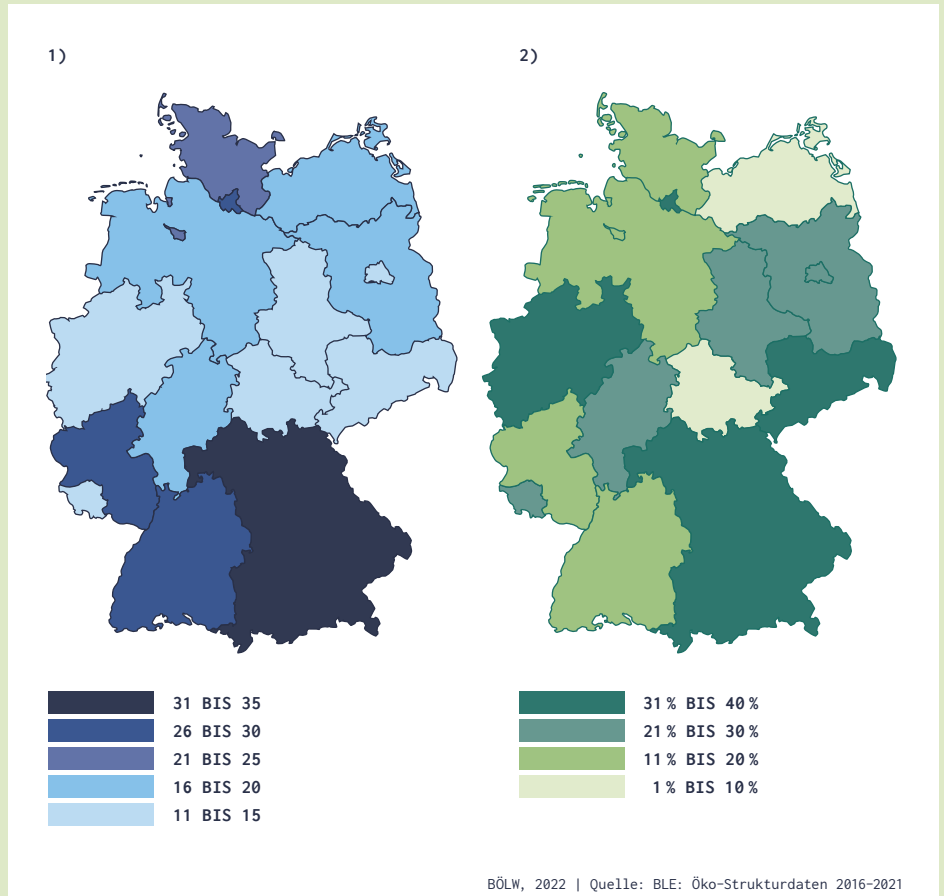 1)
2)
31 BIS 35
26 BIS 30
21 BIS 25
16 BIS 20
11 BIS 15
31 % BIS 40 %
21 % BIS 30 %
11 % BIS 20 %
1 % BIS 10 %
BÖLW, 2022 | Quelle: BLE: Öko-Strukturdaten 2016-2021